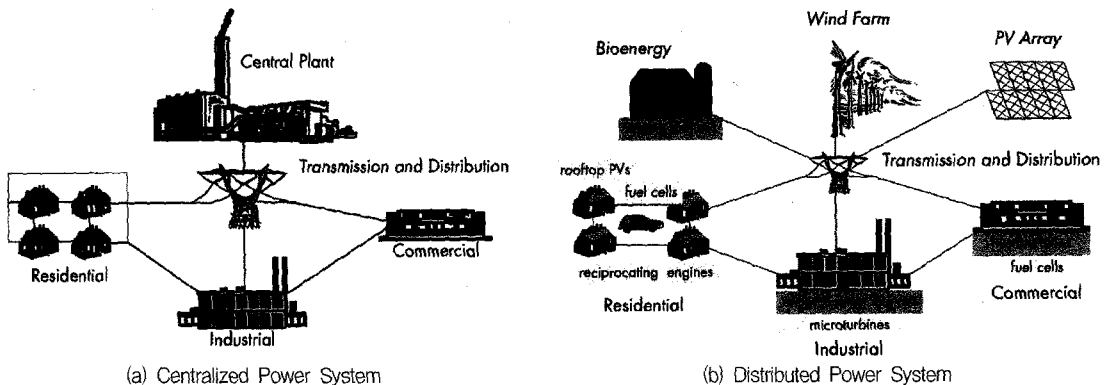 Central Plant
Transmission and Distribution
Residential
Commercial
Industrial
(a) Centralized Power System
Wind Farm
Bioenergy
PV Array
Transmission and Distribution
rooftop PVs
fuel cells
reciprocating engines
Residential
fuel cells
Commercial
microturbines
Industrial
(b) Distributed Power System